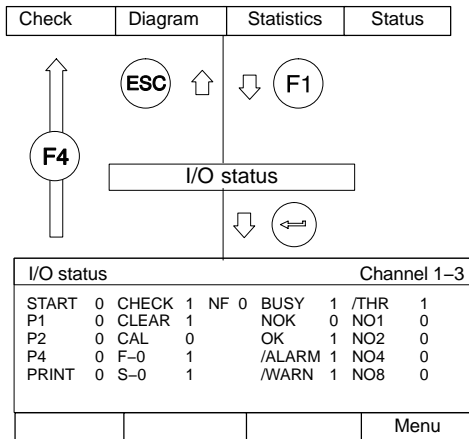 Check Diagram Statistics Status
ESC F1
F4
I/O status
I/O status Channel 1–3
START 0 CHECK 1 NF 0 BUSY 1 /THR 1
P1 0 CLEAR 1 NOK 0 NO1 0
P2 0 CAL 0 OK 1 NO2 0
P4 0 F–0 1 /ALARM 1 NO4 0
PRINT 0 S–0 1 /WARN 1 NO8 0
Menu